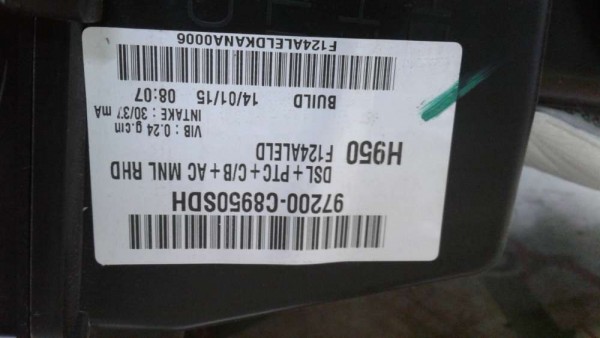 97200-C8950SDH
DSL+PTC+C/B+AC MNL RHD
H950 F124ALELD
VIB : 0.24 g.cm
INTAKE : 30/37 mA
BUILD 14/01/15 08:07
F124ALELDKANA0006